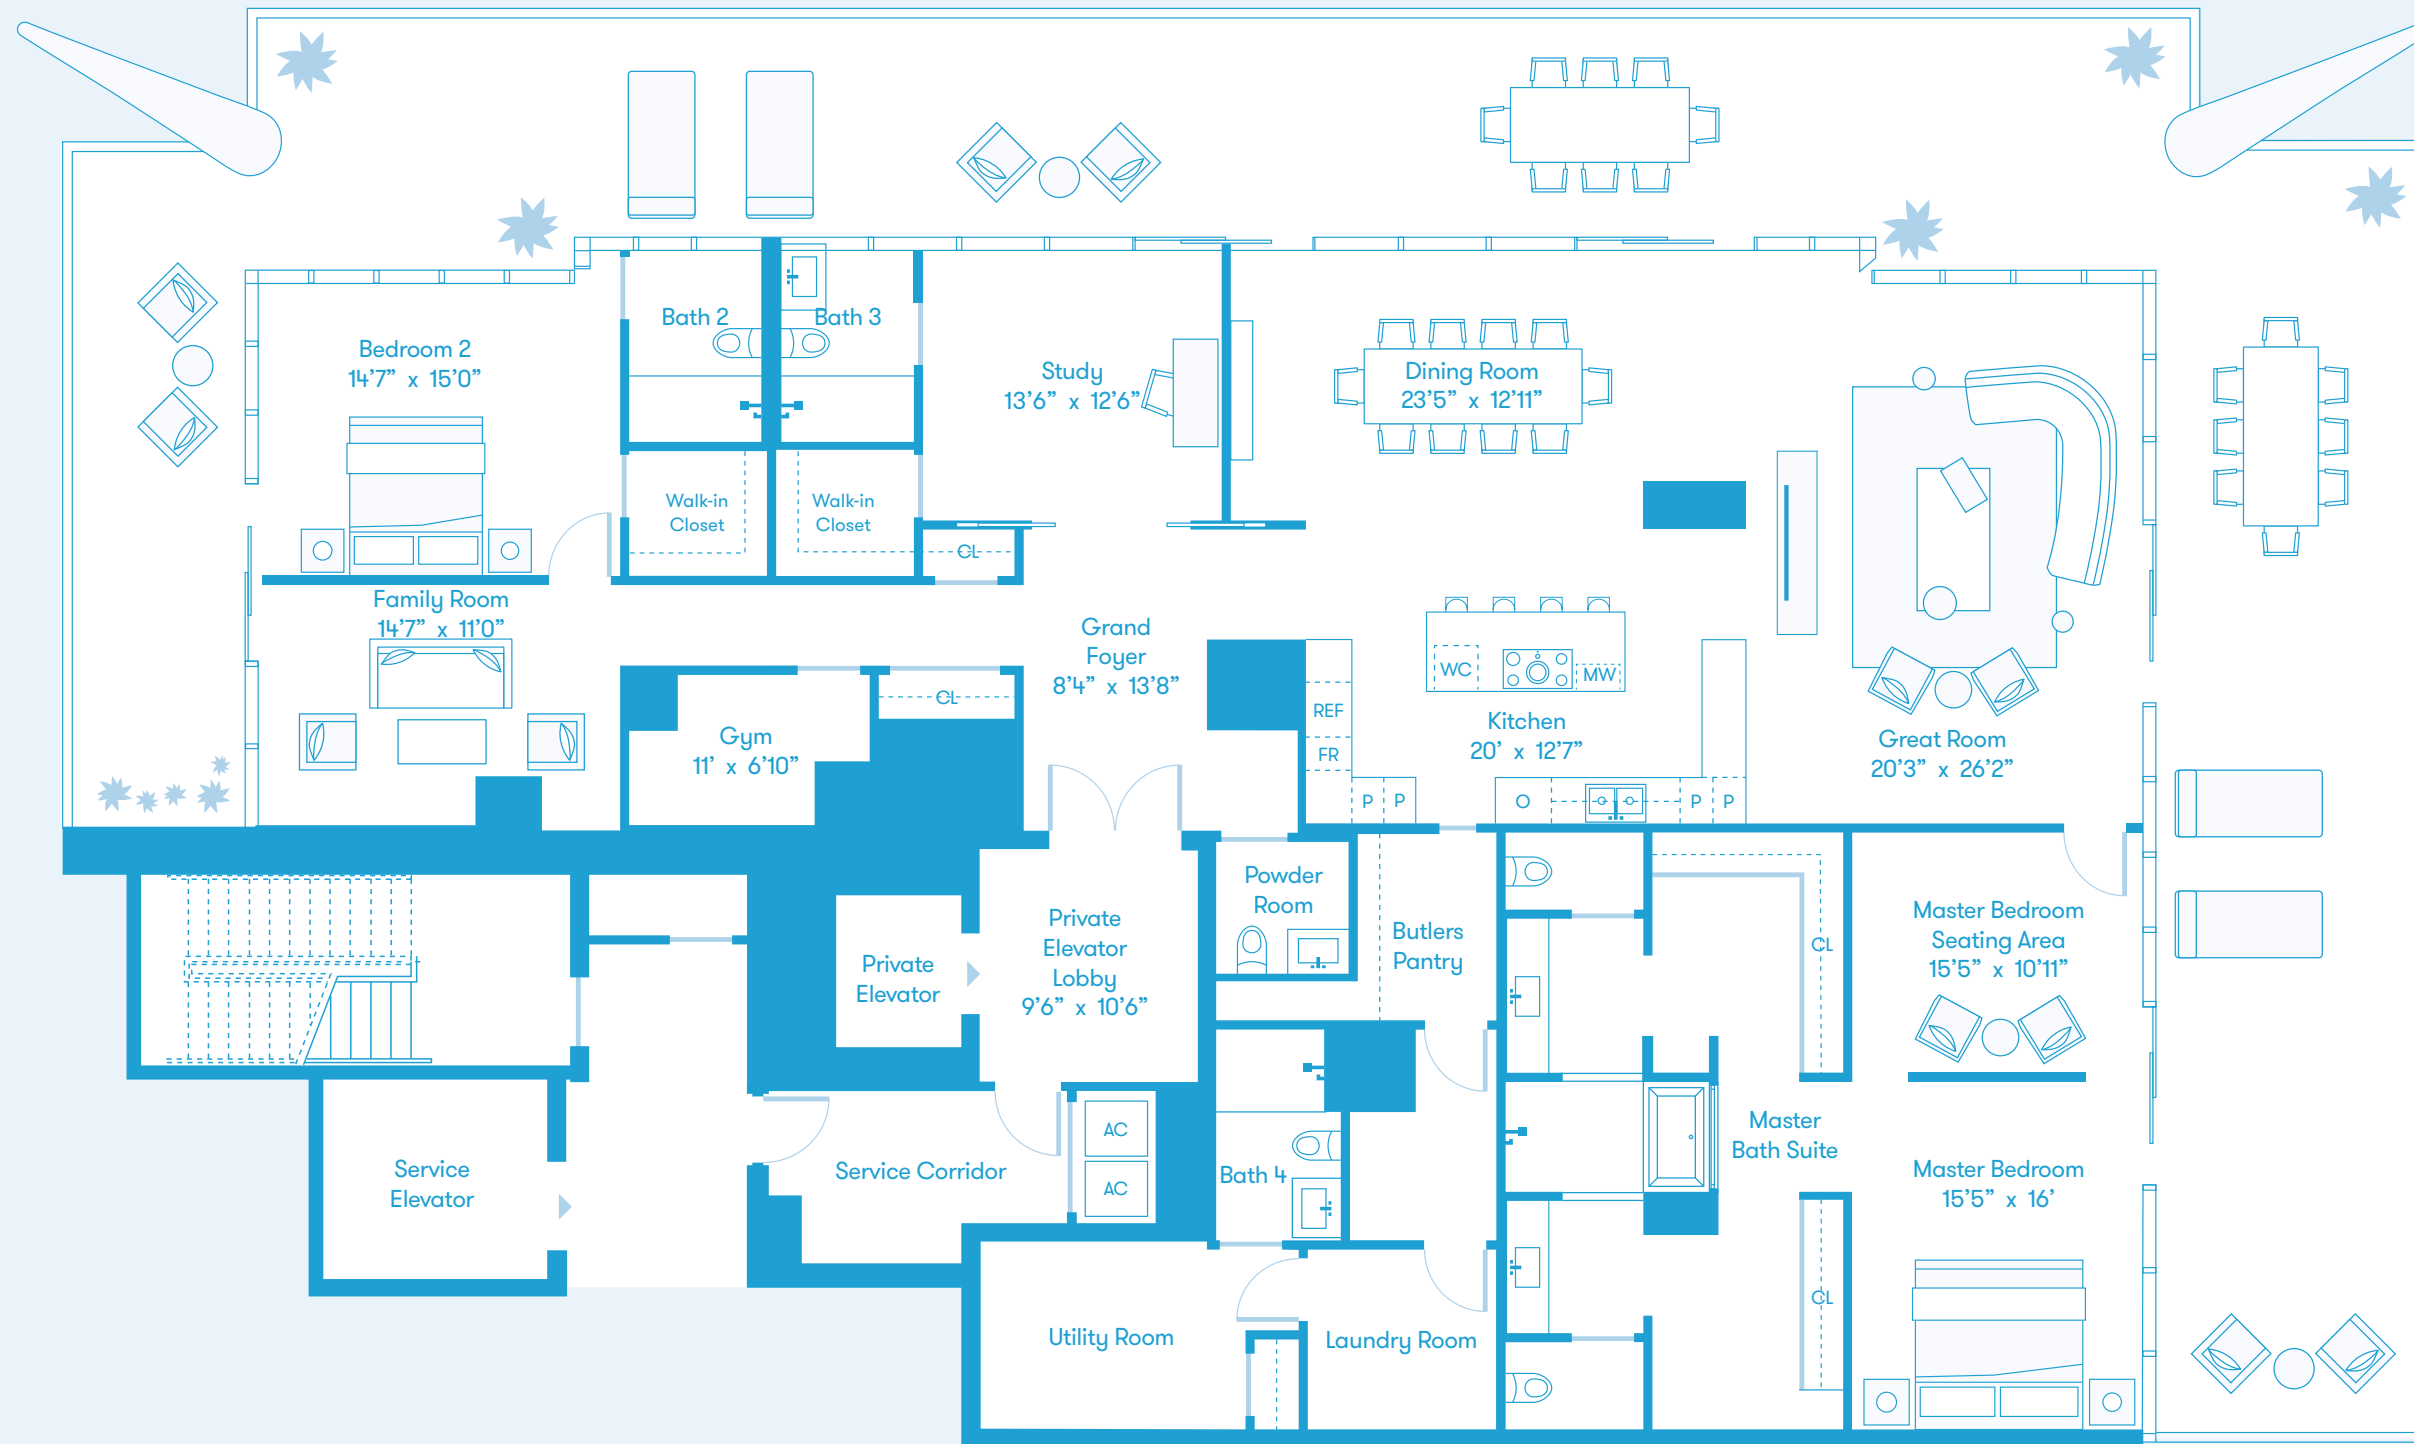 Bath 2
Bath 3
Bedroom 2
14’7” x 15’0”
Study
13’6” x 12’6”
Dining Room
23’5” x 12’11”
Walk-in
Closet
Walk-in
Closet
CL
Family Room
14’7” x 11’0”
Grand
Foyer
8’4” x 13’8”
WC
MW
CL
REF
FR
P
P
Kitchen
20’ x 12’7”
O
P
P
Gym
11’ x 6’10”
Great Room
20’3” x 26’2”
Powder
Room
Private
Elevator
Lobby
9’6” x 10’6”
Private
Elevator
Butlers
Pantry
CL
Master Bedroom
Seating Area
15’5” x 10’11”
AC
AC
Master
Bath Suite
Service
Elevator
Service Corridor
Bath 4
Master Bedroom
15’5” x 16’
CL
Utility Room
Laundry Room